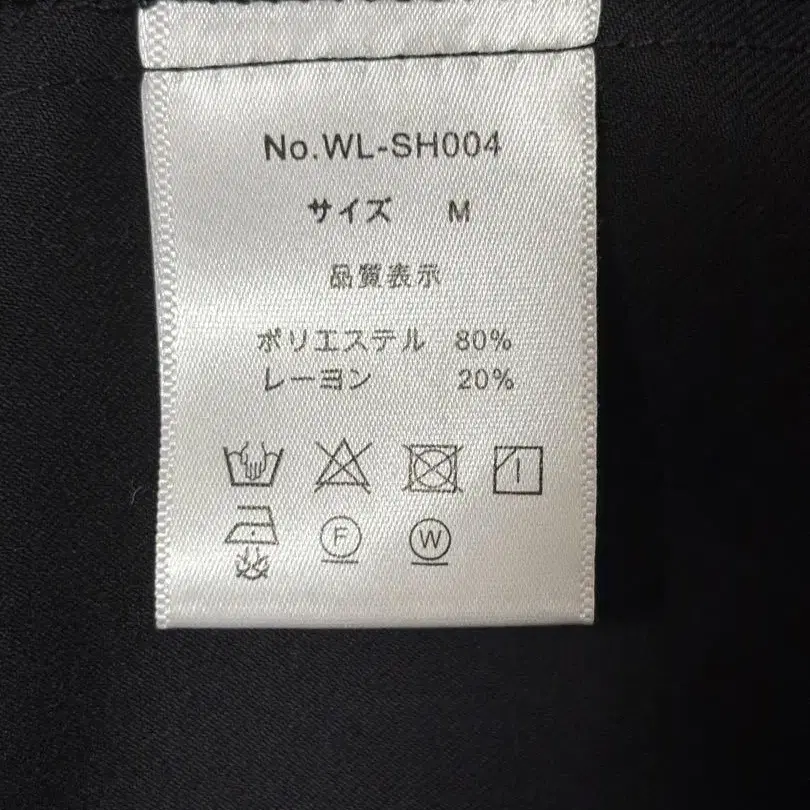 No.WL-SH004
サイズ M
品質表示
ポリエステル 80%
レーヨン 20%
F W